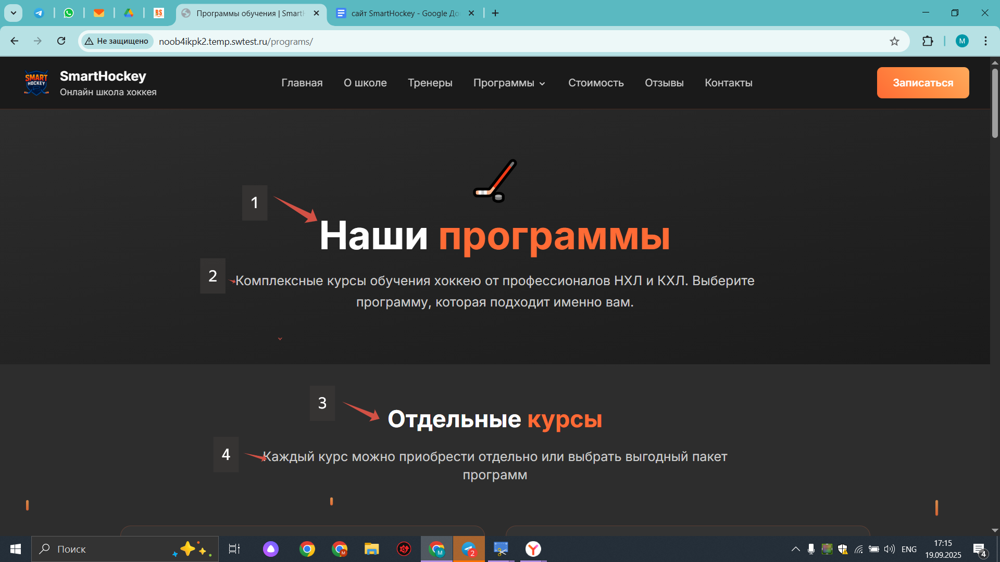 BS
Программы обучения | Smart
сайт SmartHockey - Google До
Не защищено
noob4ikpk2.temp.swtest.ru/programs/
M
SMART
HOCKEY
SmartHockey
Онлайн школа хоккея
Главная
О школе
Тренеры
Программы
Стоимость
Отзывы
Контакты
Записаться
1
Наши программы
2
Комплексные курсы обучения хоккею от профессионалов НХЛ и КХЛ. Выберите
программу, которая подходит именно вам.
3
Отдельные курсы
4
Каждый курс можно приобрести отдельно или выбрать выгодный пакет
программ
Поиск
M
M
2
ENG
17:15
19.09.2025
4